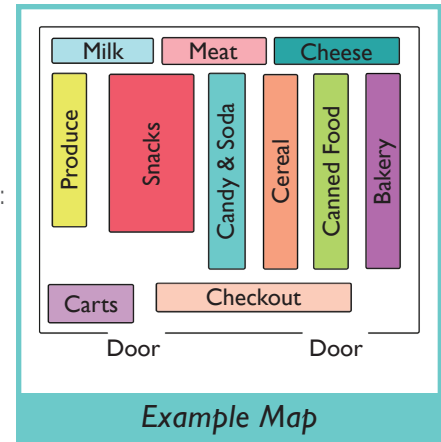 Milk
Meat
Cheese
Produce
Snacks
Candy & Soda
Cereal
Canned Food
Bakery
:
Carts
Checkout
Door
Door
Example Map